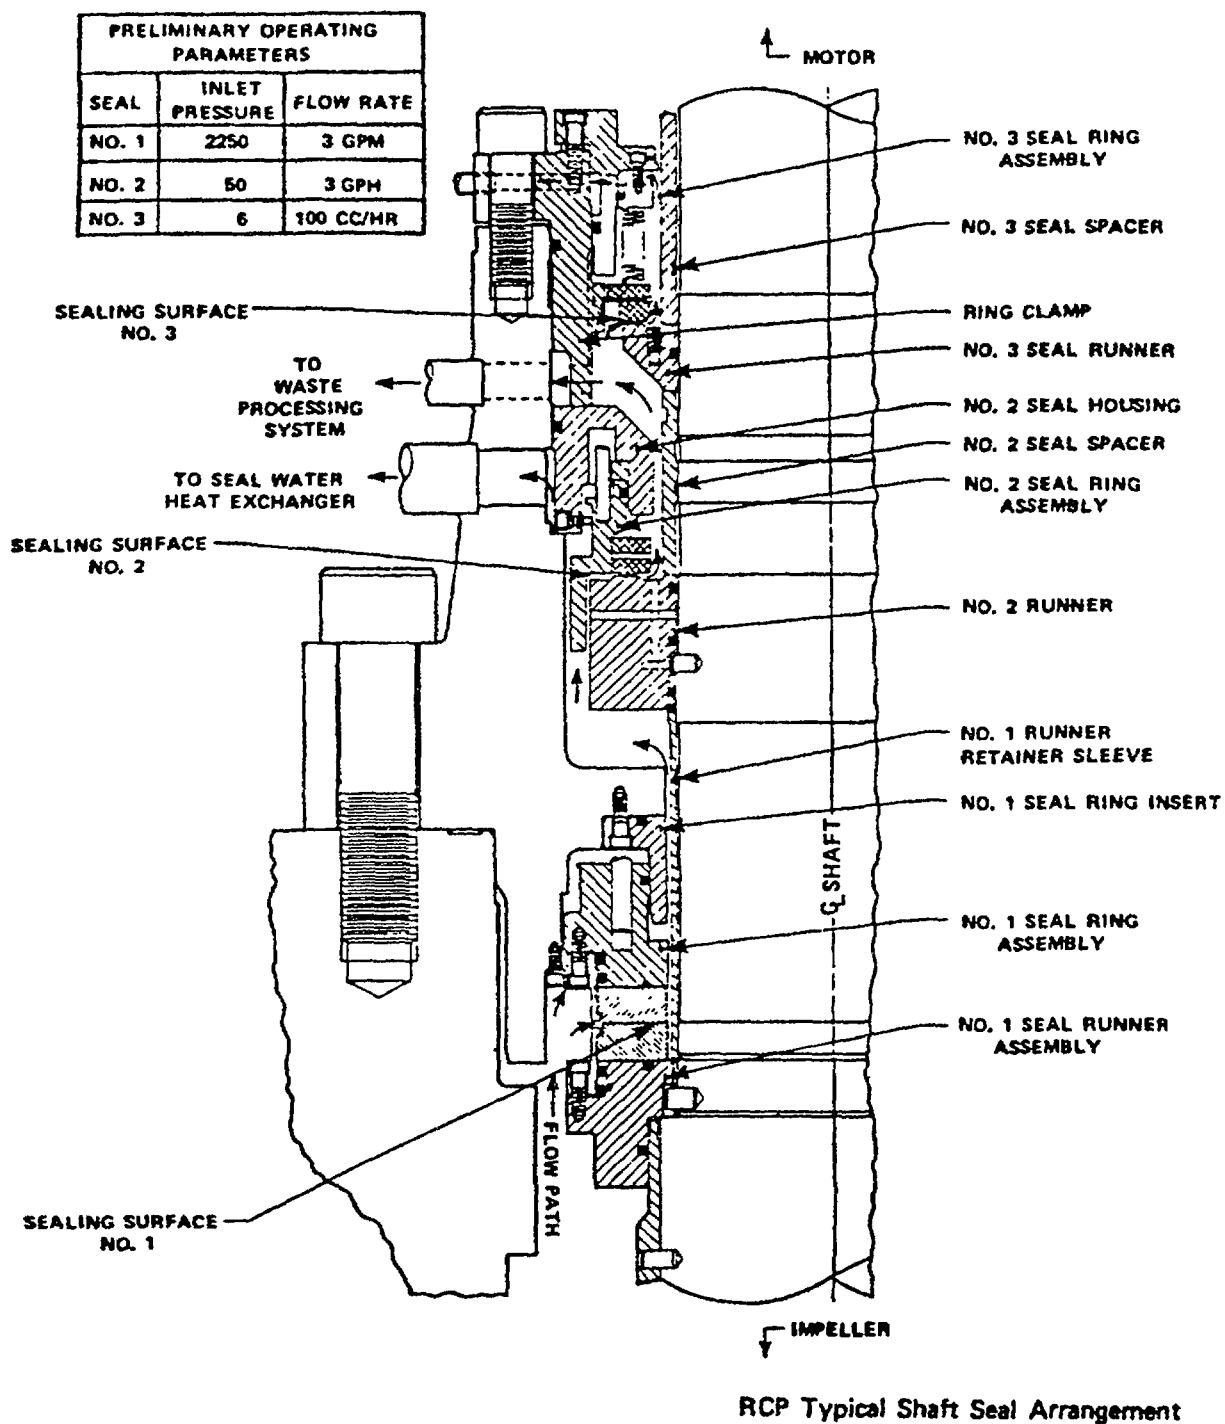 PRELIMINARY OPERATING
PARAMETERS
SEAL INLET PRESSURE FLOW RATE
NO. 1 2250 3 GPM
NO. 2 50 3 GPH
NO. 3 6 100 CC/HR
MOTOR
NO. 3 SEAL RING
ASSEMBLY
NO. 3 SEAL SPACER
SEALING SURFACE
NO. 3
RING CLAMP
NO. 3 SEAL RUNNER
TO
WASTE
PROCESSING
SYSTEM
NO. 2 SEAL HOUSING
NO. 2 SEAL SPACER
TO SEAL WATER
HEAT EXCHANGER
NO. 2 SEAL RING
ASSEMBLY
SEALING SURFACE
NO. 2
NO. 2 RUNNER
NO. 1 RUNNER
RETAINER SLEEVE
NO. 1 SEAL RING INSERT
CL SHAFT
NO. 1 SEAL RING
ASSEMBLY
NO. 1 SEAL RUNNER
ASSEMBLY
FLOW PATH
SEALING SURFACE
NO. 1
IMPELLER
RCP Typical Shaft Seal Arrangement